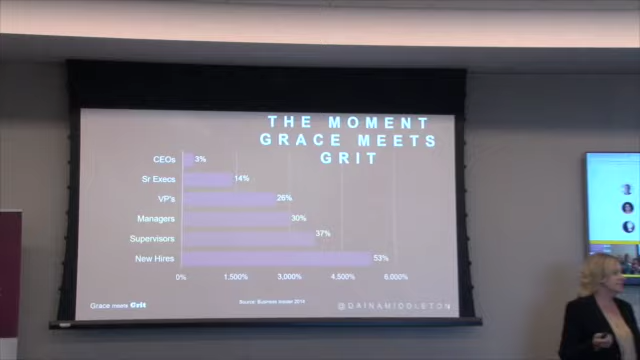 THE MOMENT
GRACE MEETS
GRIT
CEOs 3%
Sr Execs 14%
VP's 26%
Managers 30%
Supervisors 37%
New Hires 53%
0% 1,500% 3,000% 4,500% 6,000%
Grace meets Grit
Source: Business Insider 2014
@DAINAMIDDLETON